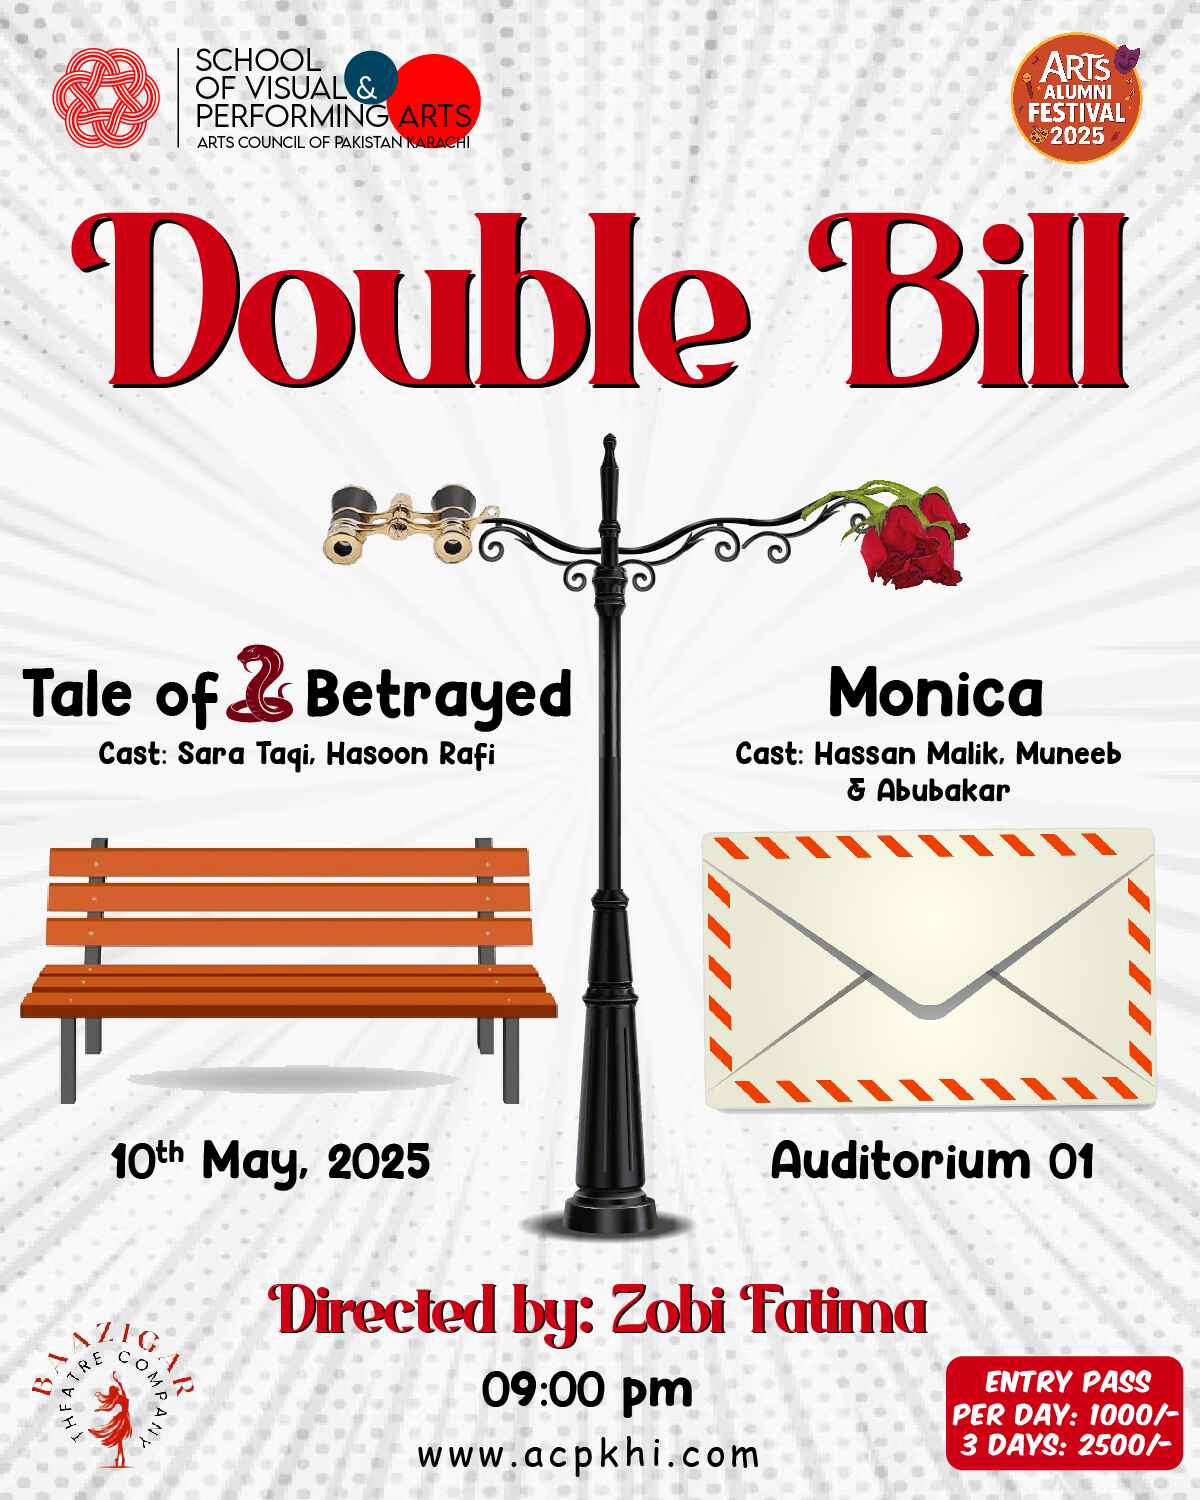 SCHOOL
OF VISUAL &
PERFORMING ARTS
ARTS COUNCIL OF PAKISTAN KARACHI
ARTS
ALUMNI
FESTIVAL
2025
Double Bill
Tale of Betrayed
Cast: Sara Taqi, Hasoon Rafi
Monica
Cast: Hassan Malik, Muneeb
& Abubakar
10th May, 2025
Auditorium 01
Directed by: Zobi Fatima
09:00 pm
www.acpkhi.com
BAAZIGAR
THEATRE COMPANY
ENTRY PASS
PER DAY: 1000/-
3 DAYS: 2500/-